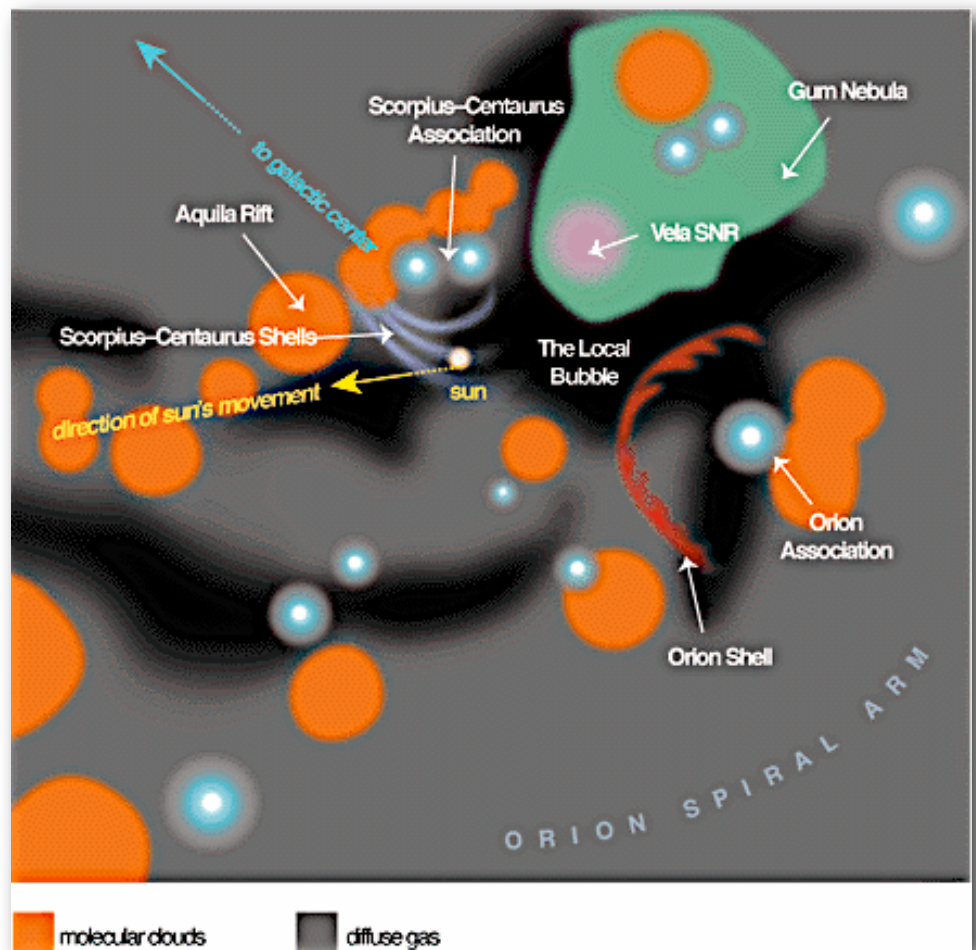 Scorpius–Centaurus
Association
Gum Nebula
to galactic center
Aquila Rift
Vela SNR
Scorpius–Centaurus Shells
The Local
Bubble
sun
direction of sun's movement
Orion
Association
Orion Shell
ORION SPIRAL ARM
molecular clouds
diffuse gas